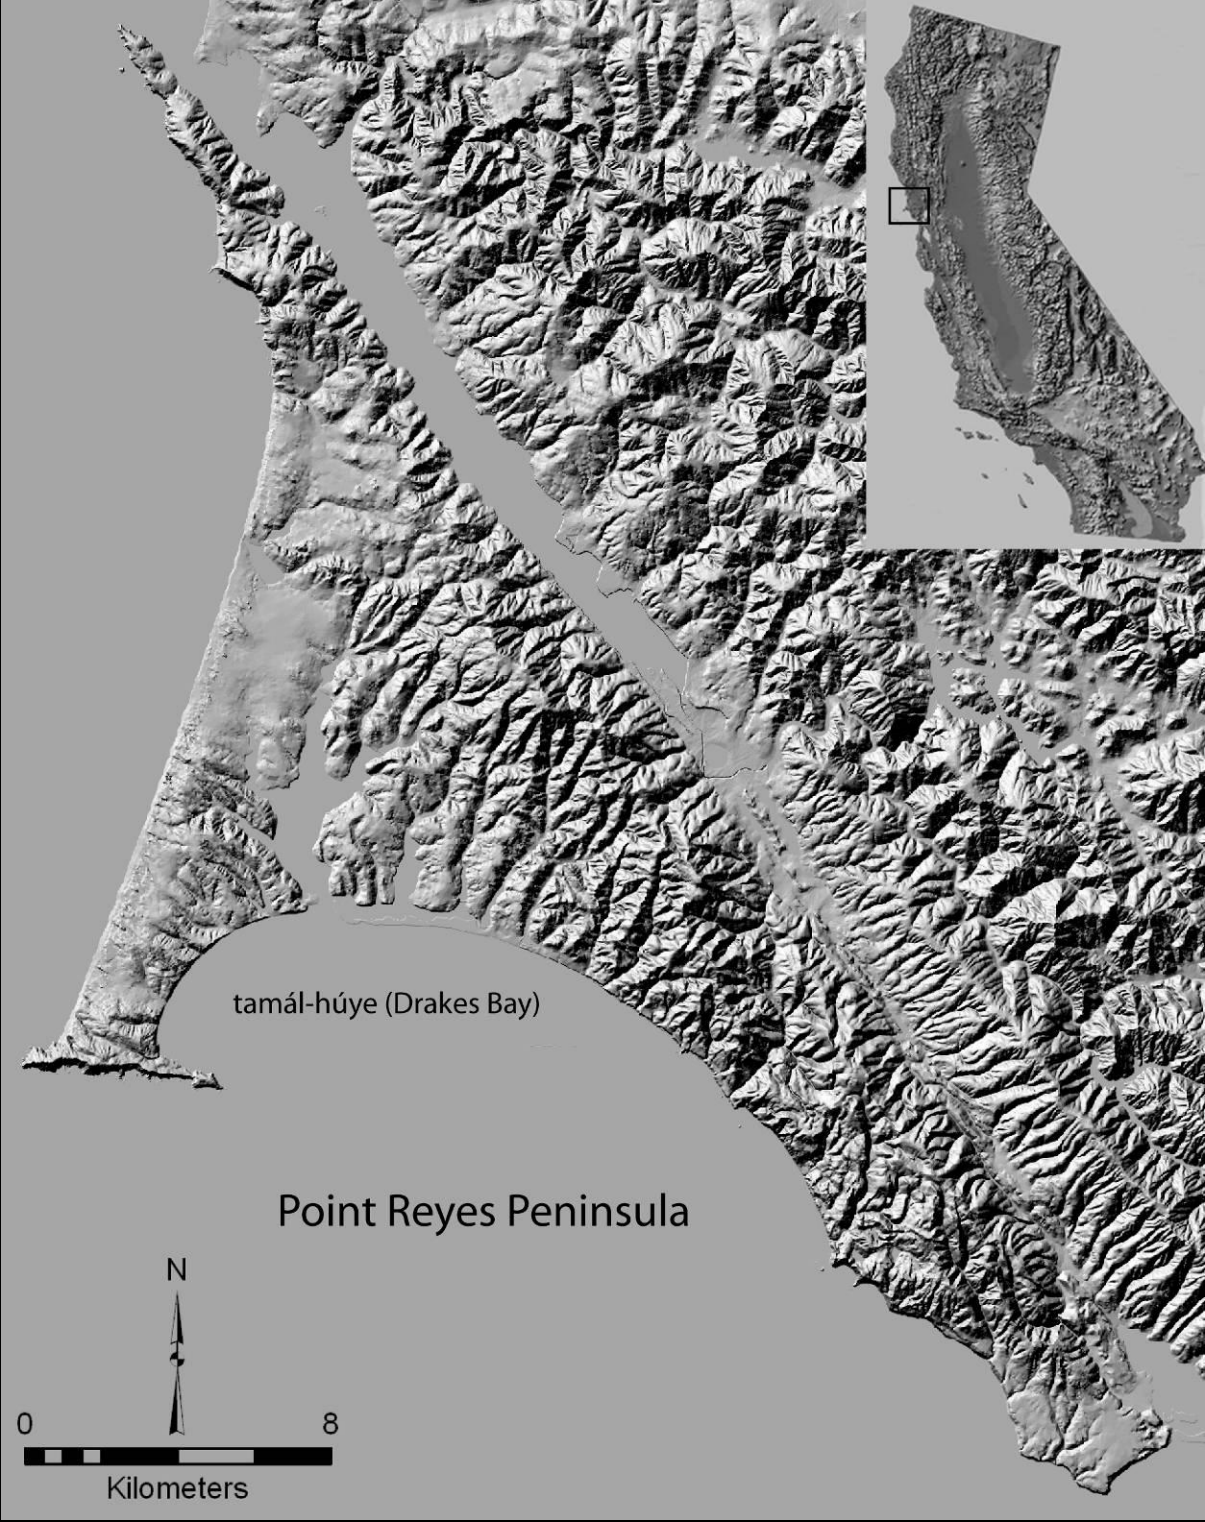 tamál-húye (Drakes Bay)
Point Reyes Peninsula
N
0 8
Kilometers